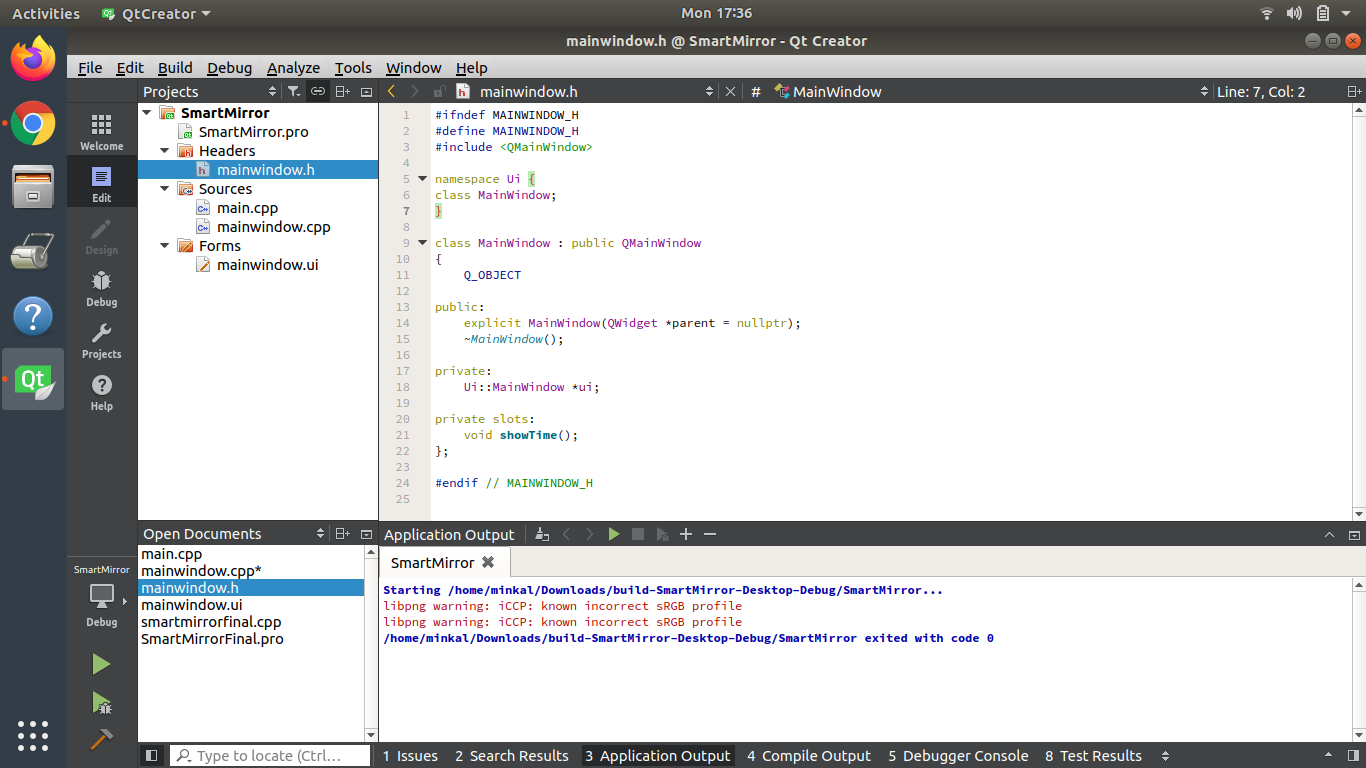 Activities QtCreator Mon 17:36
mainwindow.h @ SmartMirror - Qt Creator
File Edit Build Debug Analyze Tools Window Help
Projects mainwindow.h # MainWindow Line: 7, Col: 2
Welcome
Edit
Design
Debug
Projects
Help
SmartMirror
SmartMirror.pro
Headers
mainwindow.h
Sources
main.cpp
mainwindow.cpp
Forms
mainwindow.ui
1 #ifndef MAINWINDOW_H
2 #define MAINWINDOW_H
3 #include <QMainWindow>
4
5 namespace Ui {
6 class MainWindow;
7 }
8
9 class MainWindow : public QMainWindow
10 {
11 Q_OBJECT
12
13 public:
14 explicit MainWindow(QWidget *parent = nullptr);
15 ~MainWindow();
16
17 private:
18 Ui::MainWindow *ui;
19
20 private slots:
21 void showTime();
22 };
23
24 #endif // MAINWINDOW_H
25
Open Documents
main.cpp
mainwindow.cpp*
mainwindow.h
mainwindow.ui
smartmirrorfinal.cpp
SmartMirrorFinal.pro
SmartMirror
Debug
Application Output
SmartMirror
Starting /home/minkal/Downloads/build-SmartMirror-Desktop-Debug/SmartMirror...
libpng warning: iCCP: known incorrect sRGB profile
libpng warning: iCCP: known incorrect sRGB profile
/home/minkal/Downloads/build-SmartMirror-Desktop-Debug/SmartMirror exited with code 0
Type to locate (Ctrl... 1 Issues 2 Search Results 3 Application Output 4 Compile Output 5 Debugger Console 8 Test Results